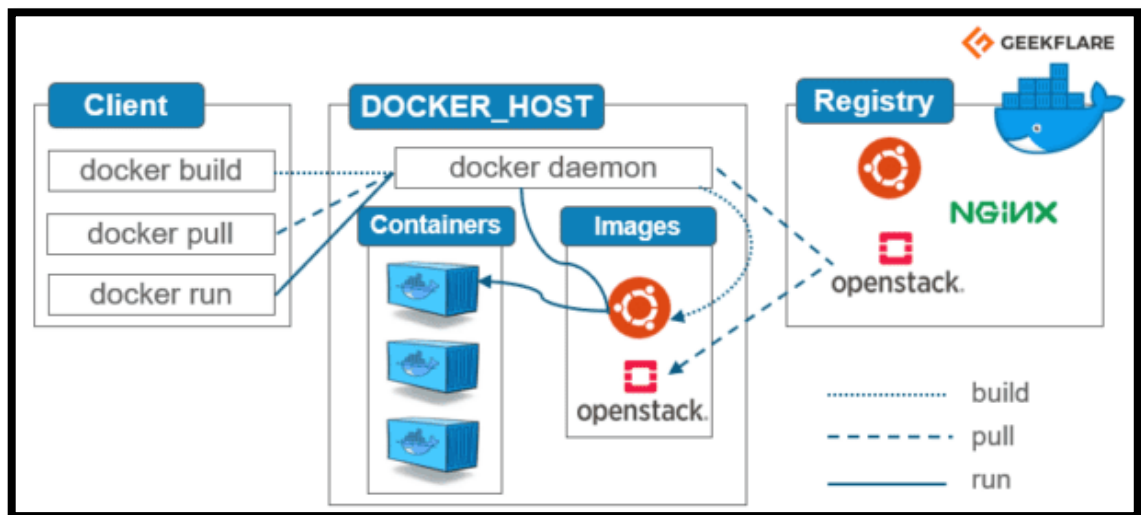 GEEKFLARE
Client
docker build
docker pull
docker run
DOCKER_HOST
docker daemon
Containers
Images
openstack.
Registry
NGINX
openstack.
build
pull
run